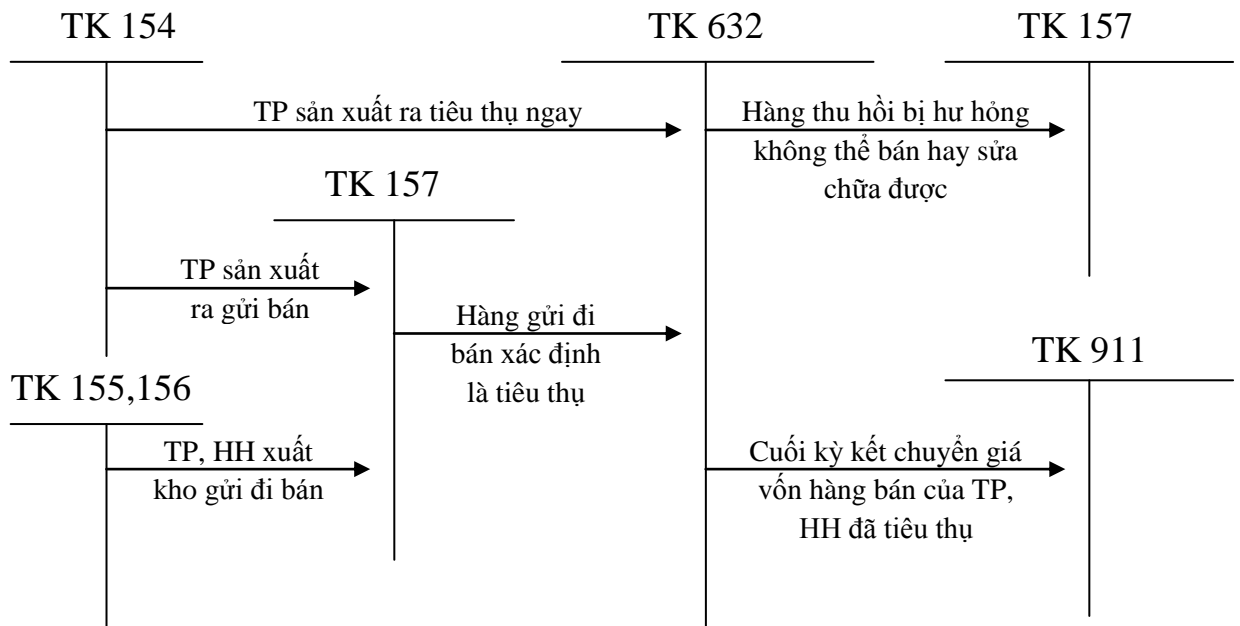 TK 154
TK 632
TK 157
TP sản xuất ra tiêu thụ ngay
Hàng thu hồi bị hư hỏng
không thể bán hay sửa
chữa được
TK 157
TP sản xuất
ra gửi bán
Hàng gửi đi
bán xác định
là tiêu thụ
TK 911
TK 155,156
TP, HH xuất
kho gửi đi bán
Cuối kỳ kết chuyển giá
vốn hàng bán của TP,
HH đã tiêu thụ